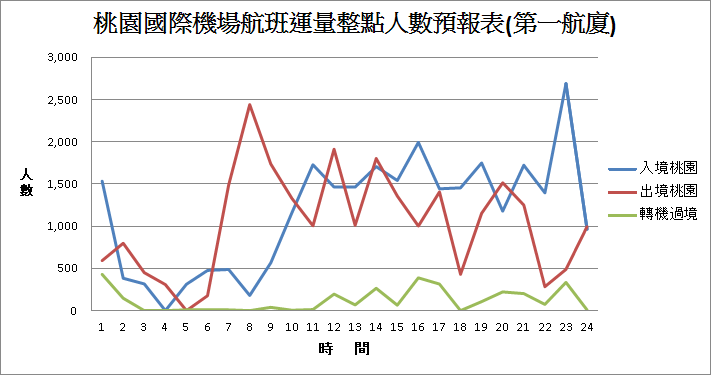 桃園國際機場航班運量整點人數預報表(第一航廈)
3,000
2,500
2,000
1,500
1,000
500
0
人數
1 2 3 4 5 6 7 8 9 10 11 12 13 14 15 16 17 18 19 20 21 22 23 24
時 間
入境桃園
出境桃園
轉機過境